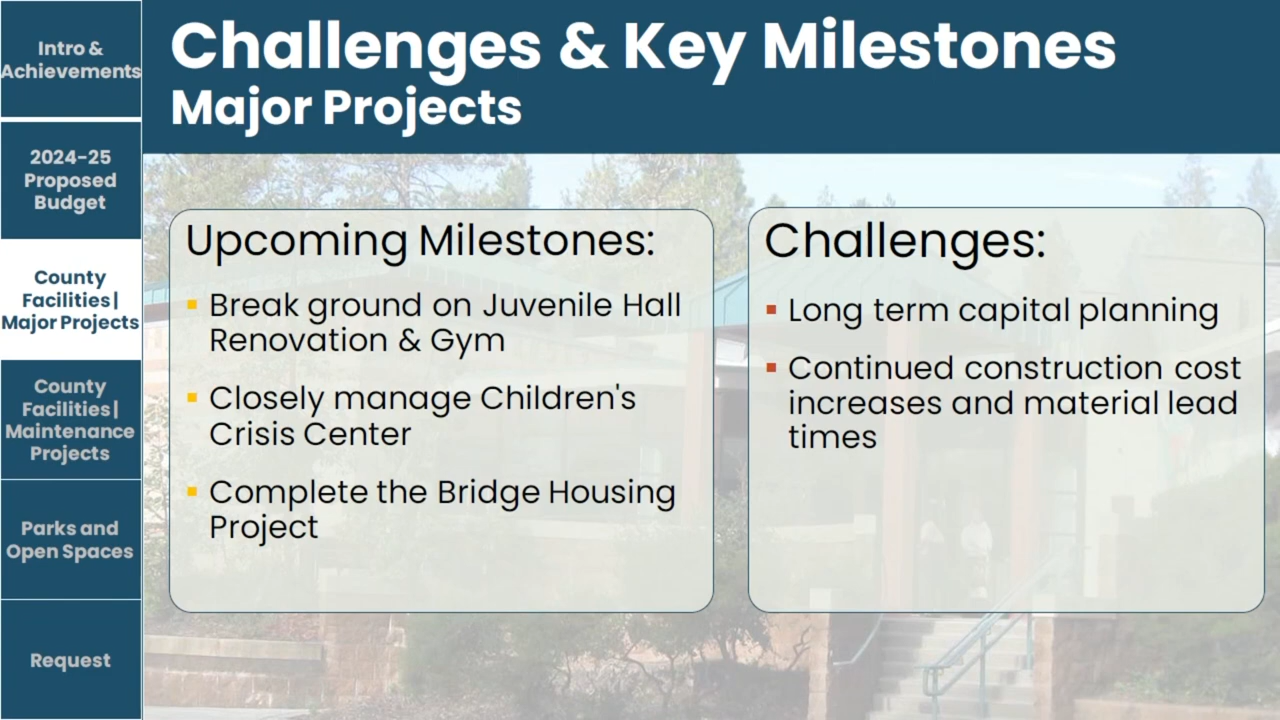 Intro &
Achievements
2024-25
Proposed
Budget
County
Facilities|
Major Projects
County
Facilities|
Maintenance
Projects
Parks and
Open Spaces
Request
Challenges & Key Milestones
Major Projects
Upcoming Milestones:
Break ground on Juvenile Hall
Renovation & Gym
Closely manage Children's
Crisis Center
Complete the Bridge Housing
Project
Challenges:
Long term capital planning
Continued construction cost
increases and material lead
times